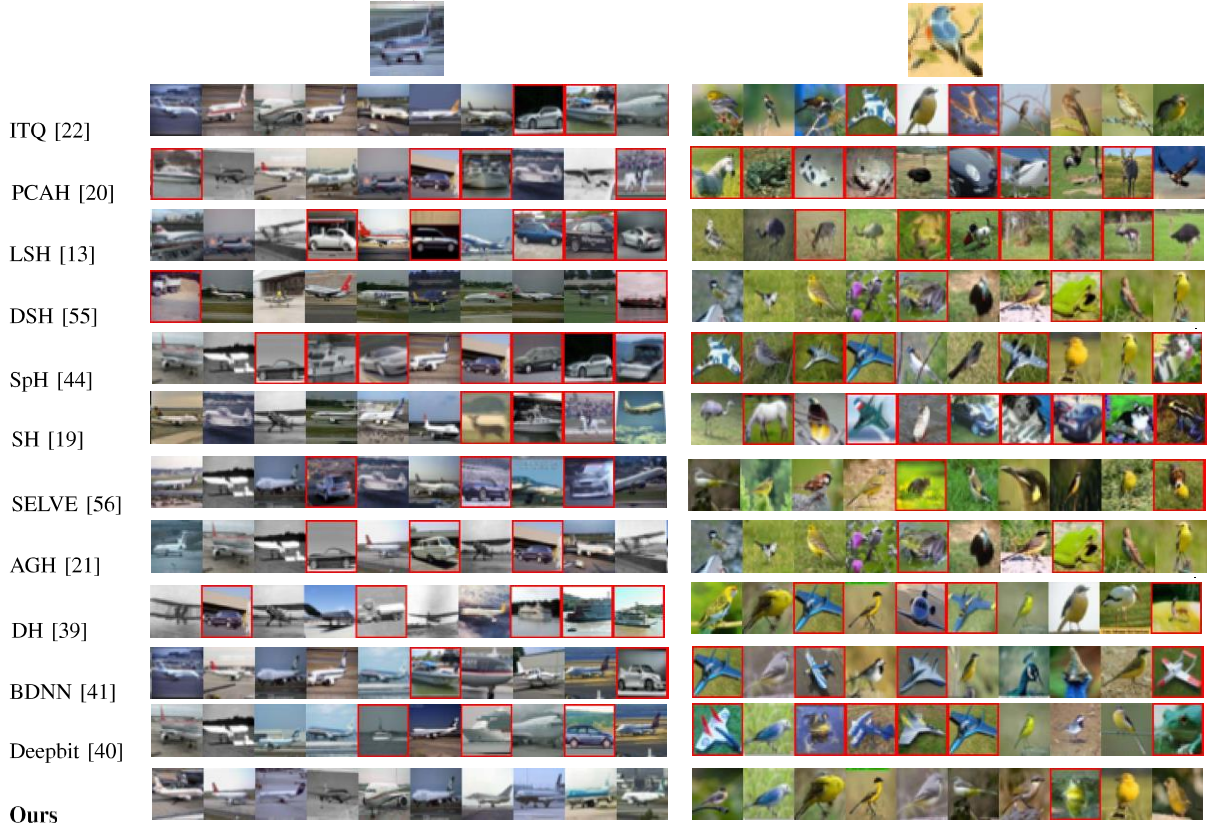 ITQ [22]
PCAH [20]
LSH [13]
DSH [55]
SpH [44]
SH [19]
SELVE [56]
AGH [21]
DH [39]
BDNN [41]
Deepbit [40]
Ours